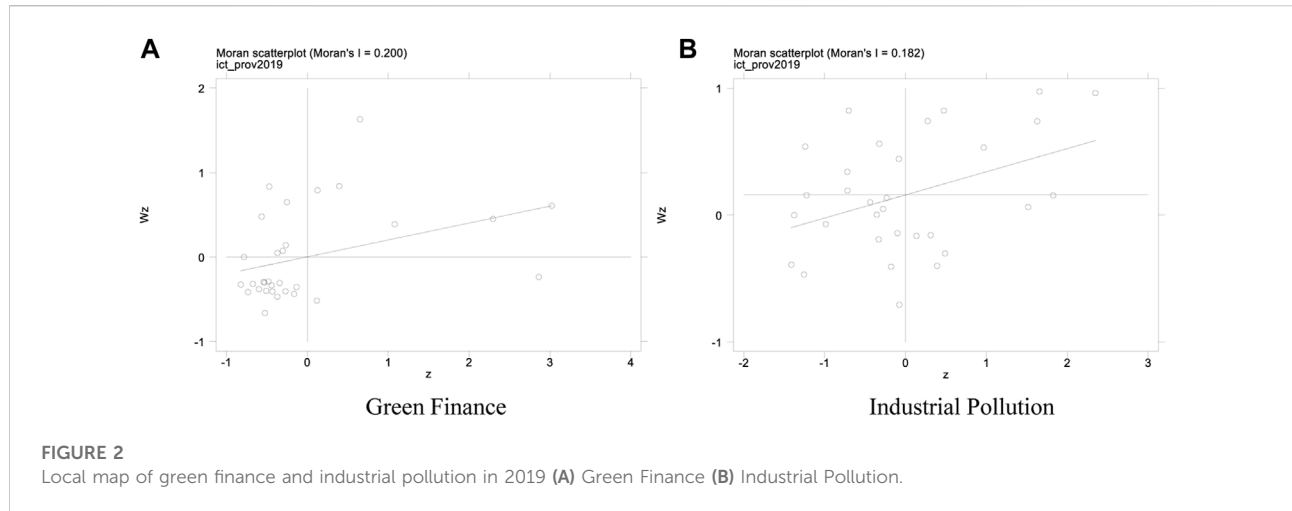 A
Moran scatterplot (Moran's I = 0.200)
ict_prov2019
2
1
0
-1
Wz
-1
0
1
2
3
4
z
Green Finance
B
Moran scatterplot (Moran's I = 0.182)
ict_prov2019
1
0
-1
Wz
-2
-1
0
1
2
3
z
Industrial Pollution
FIGURE 2
Local map of green finance and industrial pollution in 2019 (A) Green Finance (B) Industrial Pollution.